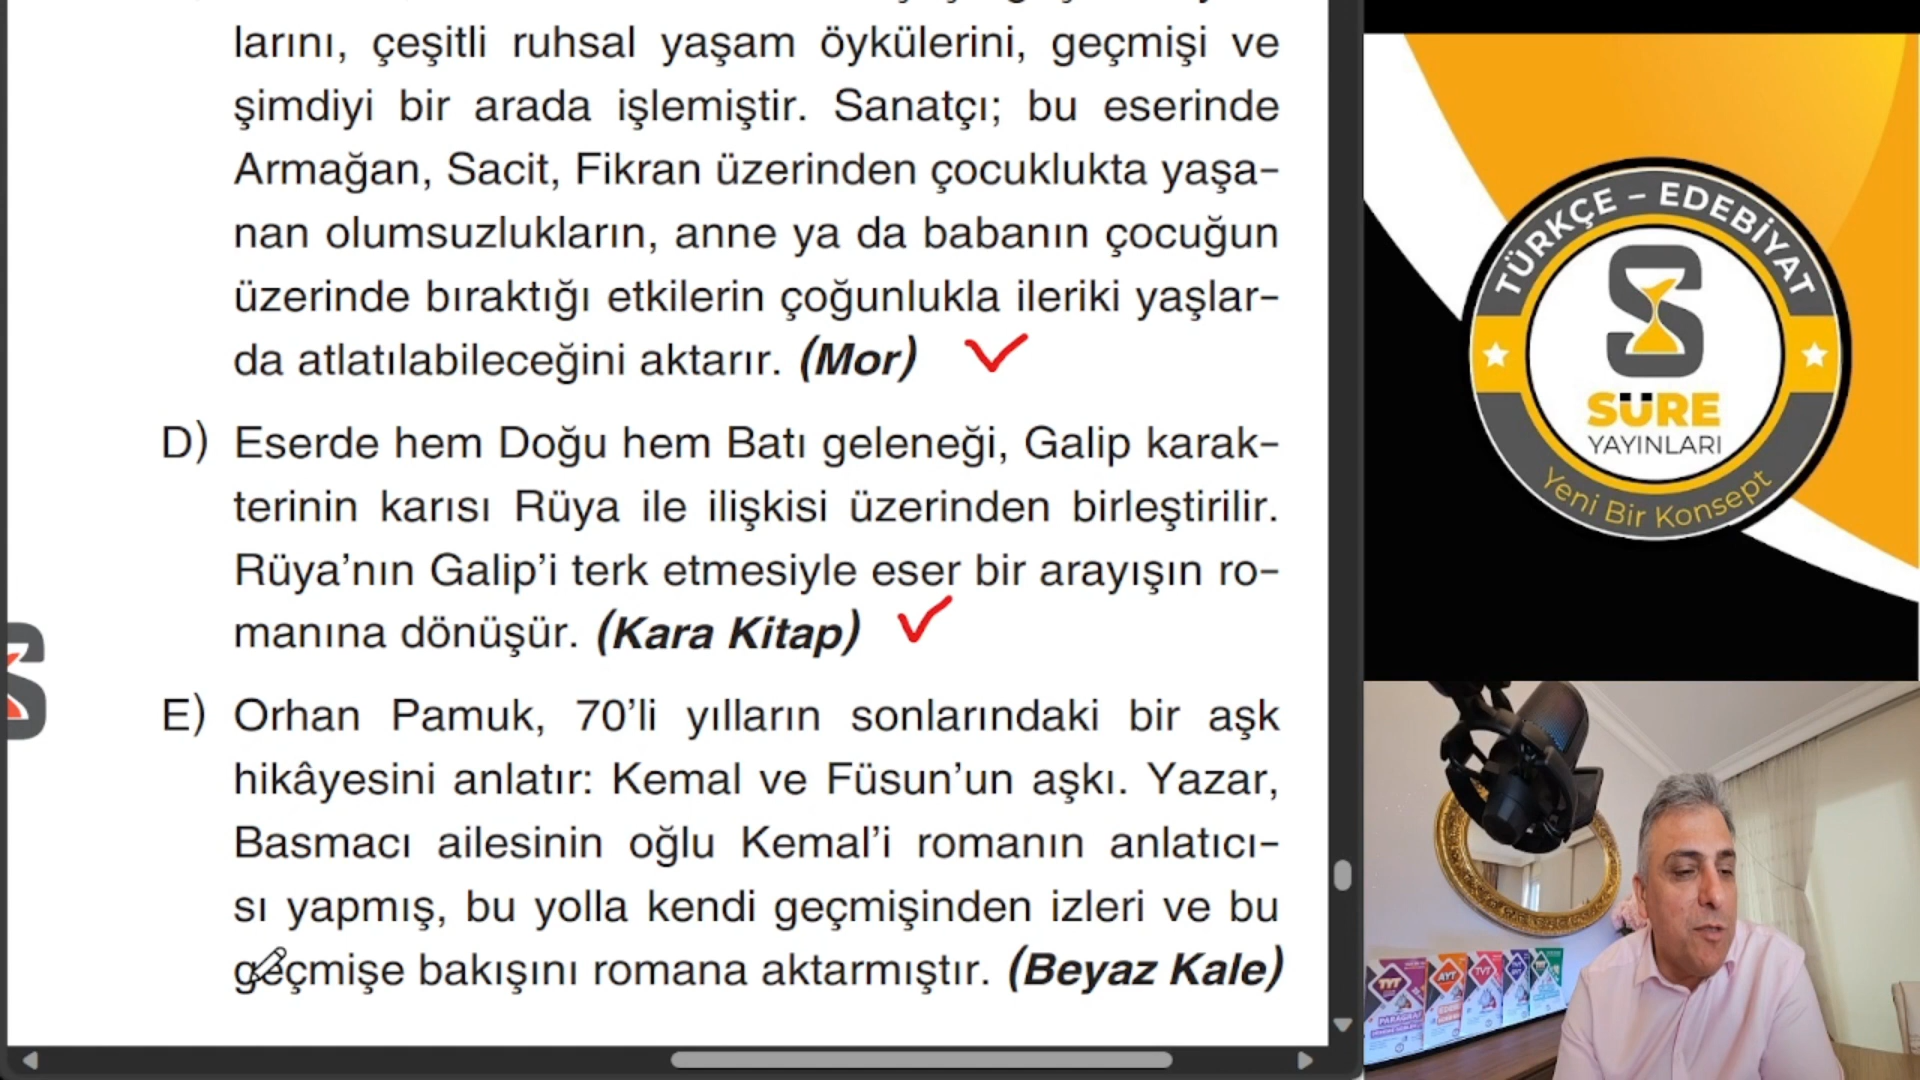 larını, çeşitli ruhsal yaşam öykülerini, geçmişi ve
şimdiyi bir arada işlemiştir. Sanatçı; bu eserinde
Armağan, Sacit, Fikran üzerinden çocuklukta yaşa-
nan olumsuzlukların, anne ya da babanın çocuğun
üzerinde bıraktığı etkilerin çoğunlukla ileriki yaşlar-
da atlatılabileceğini aktarır. (Mor)
D) Eserde hem Doğu hem Batı geleneği, Galip karak-
terinin karısı Rüya ile ilişkisi üzerinden birleştirilir.
Rüya'nın Galip'i terk etmesiyle eser bir arayışın ro-
manına dönüşür. (Kara Kitap)
E) Orhan Pamuk, 70'li yılların sonlarındaki bir aşk
hikâyesini anlatır: Kemal ve Füsun'un aşkı. Yazar,
Basmacı ailesinin oğlu Kemal'i romanın anlatıcı-
sı yapmış, bu yolla kendi geçmişinden izleri ve bu
geçmişe bakışını romana aktarmıştır. (Beyaz Kale)
TÜRKÇE - EDEBİYAT
SÜRE
YAYINLARI
Yeni Bir Konsept
TYT
PARAGRAF
AYT
TYT